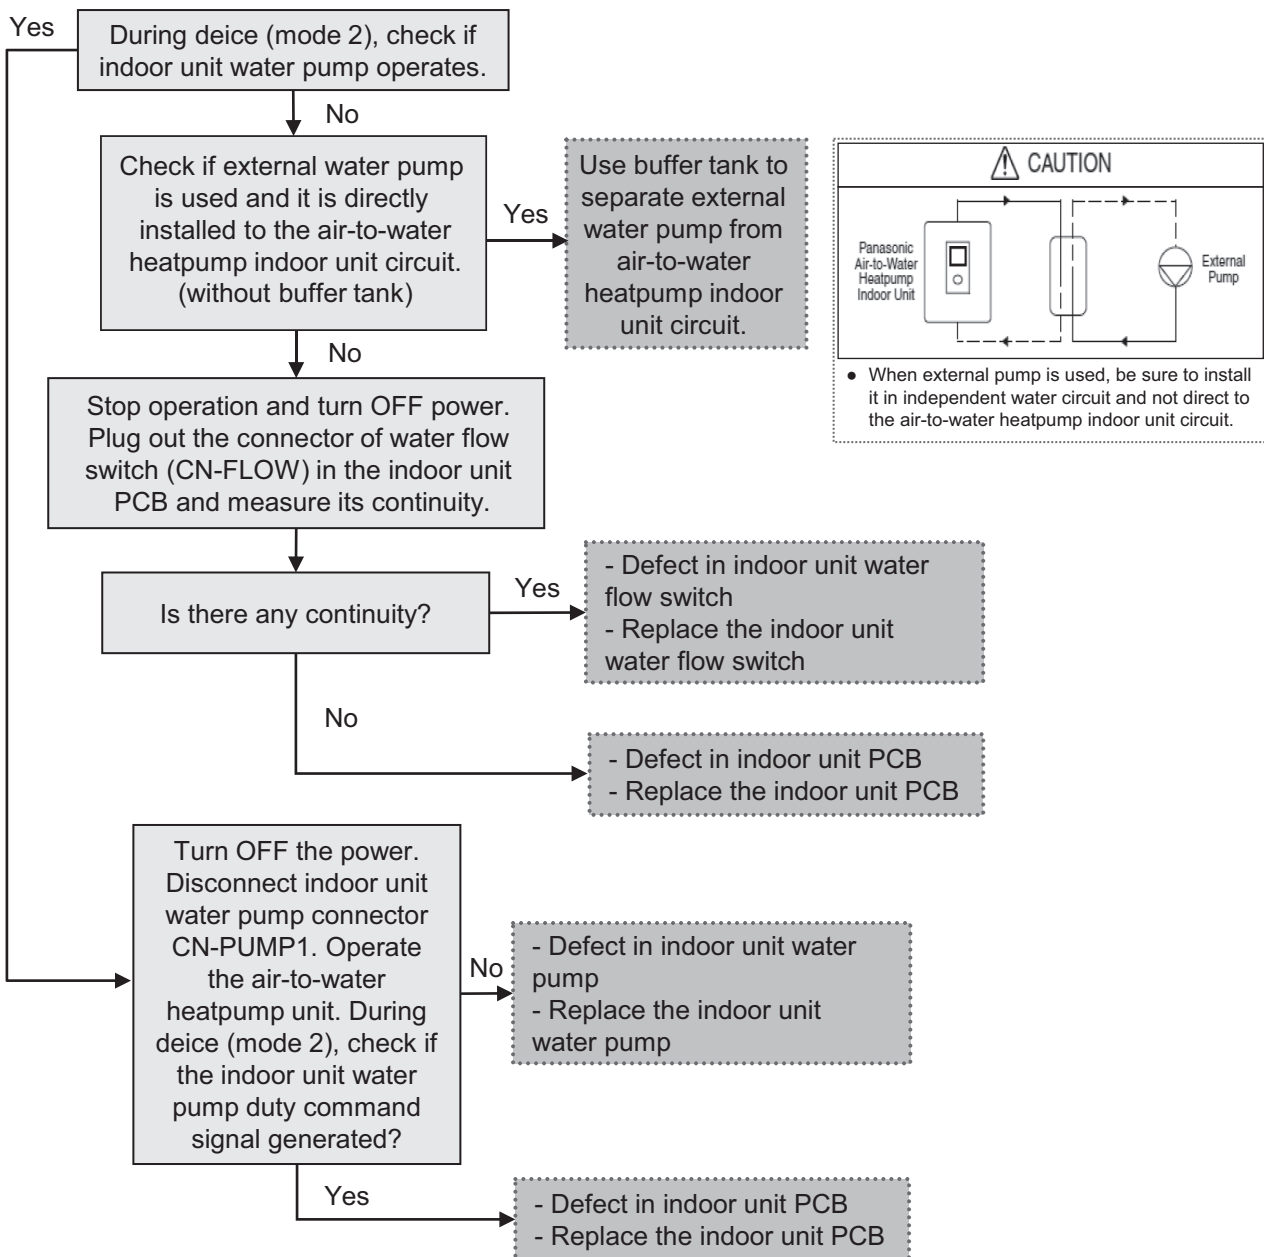 Yes
During deice (mode 2), check if
indoor unit water pump operates.
No
Check if external water pump
is used and it is directly
installed to the air-to-water
heatpump indoor unit circuit.
(without buffer tank)
Yes
Use buffer tank to
separate external
water pump from
air-to-water
heatpump indoor
unit circuit.
CAUTION
Panasonic
Air-to-Water
Heatpump
Indoor Unit
External
Pump
● When external pump is used, be sure to install
it in independent water circuit and not direct to
the air-to-water heatpump indoor unit circuit.
No
Stop operation and turn OFF power.
Plug out the connector of water flow
switch (CN-FLOW) in the indoor unit
PCB and measure its continuity.
Is there any continuity?
Yes
- Defect in indoor unit water
flow switch
- Replace the indoor unit
water flow switch
No
- Defect in indoor unit PCB
- Replace the indoor unit PCB
Turn OFF the power.
Disconnect indoor unit
water pump connector
CN-PUMP1. Operate
the air-to-water
heatpump unit. During
deice (mode 2), check if
the indoor unit water
pump duty command
signal generated?
No
- Defect in indoor unit water
pump
- Replace the indoor unit
water pump
Yes
- Defect in indoor unit PCB
- Replace the indoor unit PCB